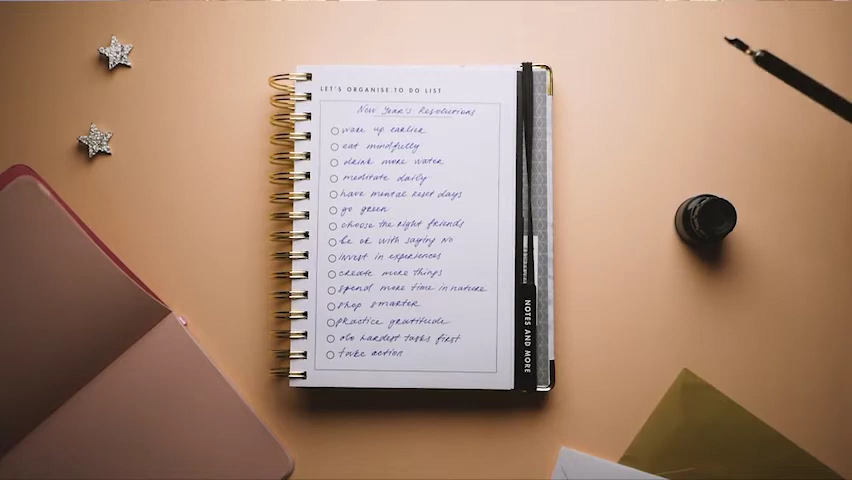 LET'S ORGANISE.TO DO LIST
New Year's Resolutions
wake up earlier
eat mindfully
drink more water
meditate daily
have mental reset days
go green
choose the right friends
be ok with saying no
invest in experiences
create more things
spend more time in nature
shop smarter
practice gratitude
do hardest tasks first
take action
NOTES AND MORE